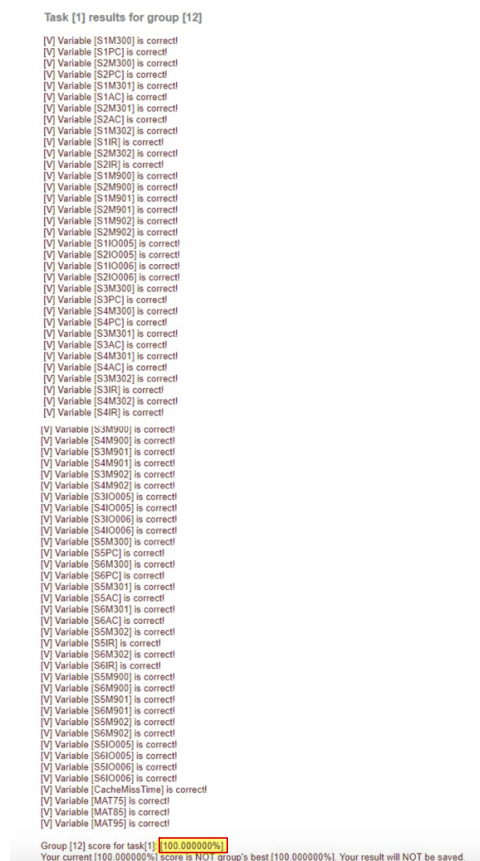 Task [1] results for group [12]
[V] Variable [S1M300] is correct!
[V] Variable [S1PC] is correct!
[V] Variable [S2M300] is correct!
[V] Variable [S2PC] is correct!
[V] Variable [S1M301] is correct!
[V] Variable [S1AC] is correct!
[V] Variable [S2M301] is correct!
[V] Variable [S2AC] is correct!
[V] Variable [S1M302] is correct!
[V] Variable [S1IR] is correct!
[V] Variable [S2M302] is correct!
[V] Variable [S2IR] is correct!
[V] Variable [S1M900] is correct!
[V] Variable [S2M900] is correct!
[V] Variable [S1M901] is correct!
[V] Variable [S2M901] is correct!
[V] Variable [S1M902] is correct!
[V] Variable [S2M902] is correct!
[V] Variable [S1IO005] is correct!
[V] Variable [S2IO005] is correct!
[V] Variable [S1IO006] is correct!
[V] Variable [S2IO006] is correct!
[V] Variable [S3M300] is correct!
[V] Variable [S3PC] is correct!
[V] Variable [S4M300] is correct!
[V] Variable [S4PC] is correct!
[V] Variable [S3M301] is correct!
[V] Variable [S3AC] is correct!
[V] Variable [S4M301] is correct!
[V] Variable [S4AC] is correct!
[V] Variable [S3M302] is correct!
[V] Variable [S3IR] is correct!
[V] Variable [S4M302] is correct!
[V] Variable [S4IR] is correct!
[V] Variable [S3M900] is correct!
[V] Variable [S4M900] is correct!
[V] Variable [S3M901] is correct!
[V] Variable [S4M901] is correct!
[V] Variable [S3M902] is correct!
[V] Variable [S4M902] is correct!
[V] Variable [S3IO005] is correct!
[V] Variable [S4IO005] is correct!
[V] Variable [S3IO006] is correct!
[V] Variable [S4IO006] is correct!
[V] Variable [S5M300] is correct!
[V] Variable [S5PC] is correct!
[V] Variable [S6M300] is correct!
[V] Variable [S6PC] is correct!
[V] Variable [S5M301] is correct!
[V] Variable [S5AC] is correct!
[V] Variable [S6M301] is correct!
[V] Variable [S6AC] is correct!
[V] Variable [S5M302] is correct!
[V] Variable [S5IR] is correct!
[V] Variable [S6M302] is correct!
[V] Variable [S6IR] is correct!
[V] Variable [S5M900] is correct!
[V] Variable [S6M900] is correct!
[V] Variable [S5M901] is correct!
[V] Variable [S6M901] is correct!
[V] Variable [S5M902] is correct!
[V] Variable [S6M902] is correct!
[V] Variable [S5IO005] is correct!
[V] Variable [S6IO005] is correct!
[V] Variable [S5IO006] is correct!
[V] Variable [S6IO006] is correct!
[V] Variable [CacheMissTime] is correct!
[V] Variable [MAT75] is correct!
[V] Variable [MAT85] is correct!
[V] Variable [MAT95] is correct!
Group [12] score for task[1]: [100.000000%]
Your current [100.000000%] score is NOT group's best [100.000000%]. Your result will NOT be saved.